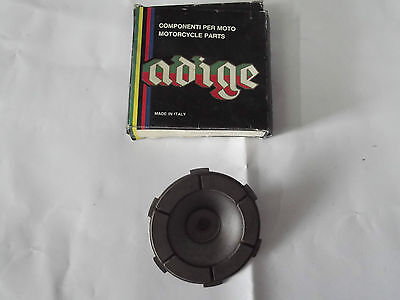 COMPONENTI PER MOTO
MOTORCYCLE PARTS
adige
MADE IN ITALY